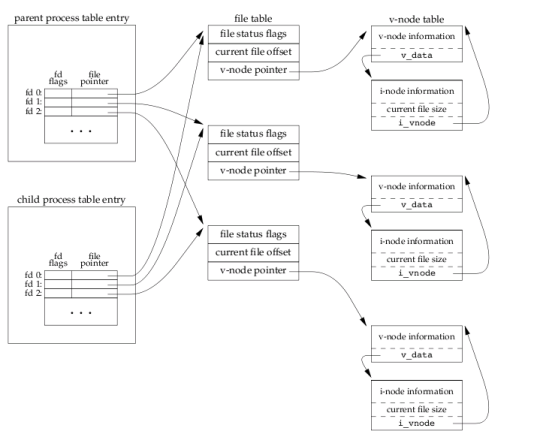 parent process table entry
fd flags
file pointer
fd 0:
fd 1:
fd 2:
. . .
child process table entry
fd flags
file pointer
fd 0:
fd 1:
fd 2:
. . .
file table
file status flags
current file offset
v-node pointer
file status flags
current file offset
v-node pointer
file status flags
current file offset
v-node pointer
v-node table
v-node information
v_data
i-node information
current file size
i_vnode
v-node information
v_data
i-node information
current file size
i_vnode
v-node information
v_data
i-node information
current file size
i_vnode